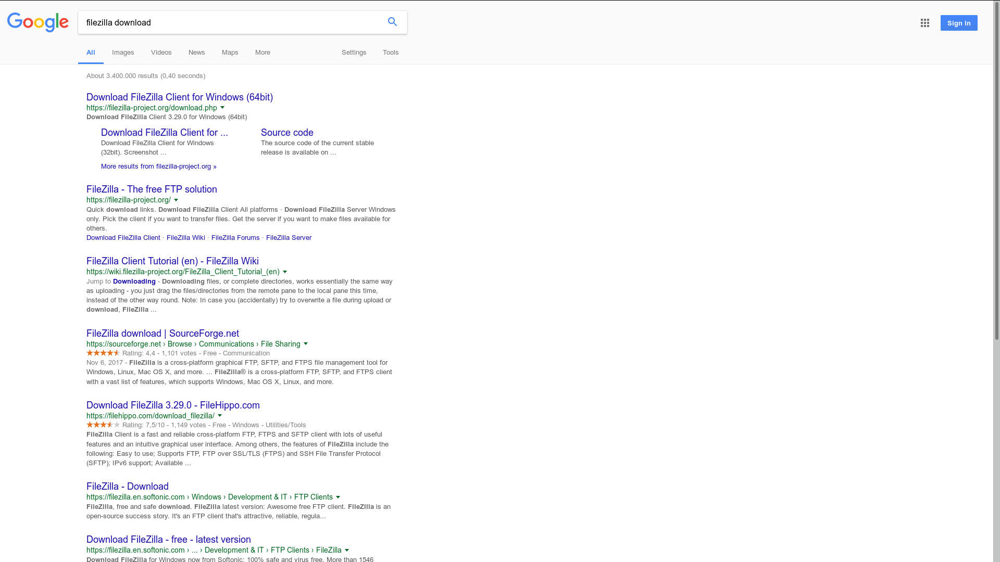 Google
filezilla download
Sign in
All Images Videos News Maps More Settings Tools
About 3.400.000 results (0,40 seconds)
Download FileZilla Client for Windows (64bit)
https://filezilla-project.org/download.php
Download FileZilla Client 3.29.0 for Windows (64bit)
Download FileZilla Client for ...
Download FileZilla Client for Windows
(32bit). Screenshot ...
Source code
The source code of the current stable
release is available on ...
More results from filezilla-project.org »
FileZilla - The free FTP solution
https://filezilla-project.org/
Quick download links. Download FileZilla Client All platforms · Download FileZilla Server Windows
only. Pick the client if you want to transfer files. Get the server if you want to make files available for
others.
Download FileZilla Client · FileZilla Wiki · FileZilla Forums · FileZilla Server
FileZilla Client Tutorial (en) - FileZilla Wiki
https://wiki.filezilla-project.org/FileZilla_Client_Tutorial_(en)
Jump to Downloading - Downloading files, or complete directories, works essentially the same way
as uploading - you just drag the files/directories from the remote pane to the local pane this time,
instead of the other way round. Note: In case you (accidentally) try to overwrite a file during upload or
download, FileZilla ...
FileZilla download | SourceForge.net
https://sourceforge.net › Browse › Communications › File Sharing
Rating: 4,4 - 1,101 votes - Free - Communication
Nov 6, 2017 - FileZilla is a cross-platform graphical FTP, SFTP, and FTPS file management tool for
Windows, Linux, Mac OS X, and more. ... FileZilla® is a cross-platform FTP, SFTP, and FTPS client
with a vast list of features, which supports Windows, Mac OS X, Linux, and more.
Download FileZilla 3.29.0 - FileHippo.com
https://filehippo.com/download_filezilla/
Rating: 7,5/10 - 1,149 votes - Free - Windows - Utilities/Tools
FileZilla Client is a fast and reliable cross-platform FTP, FTPS and SFTP client with lots of useful
features and an intuitive graphical user interface. Among others, the features of FileZilla include the
following: Easy to use; Supports FTP, FTP over SSL/TLS (FTPS) and SSH File Transfer Protocol
(SFTP); IPv6 support; Available ...
FileZilla - Download
https://filezilla.en.softonic.com › Windows › Development & IT › FTP Clients
FileZilla, free and safe download. FileZilla latest version: Awesome free FTP client. FileZilla is an
open-source success story. It's an FTP client that's attractive, reliable, regula...
Download FileZilla - free - latest version
https://filezilla.en.softonic.com › ... › Development & IT › FTP Clients › FileZilla
Download FileZilla for Windows now from Softonic: 100% safe and virus free. More than 1546